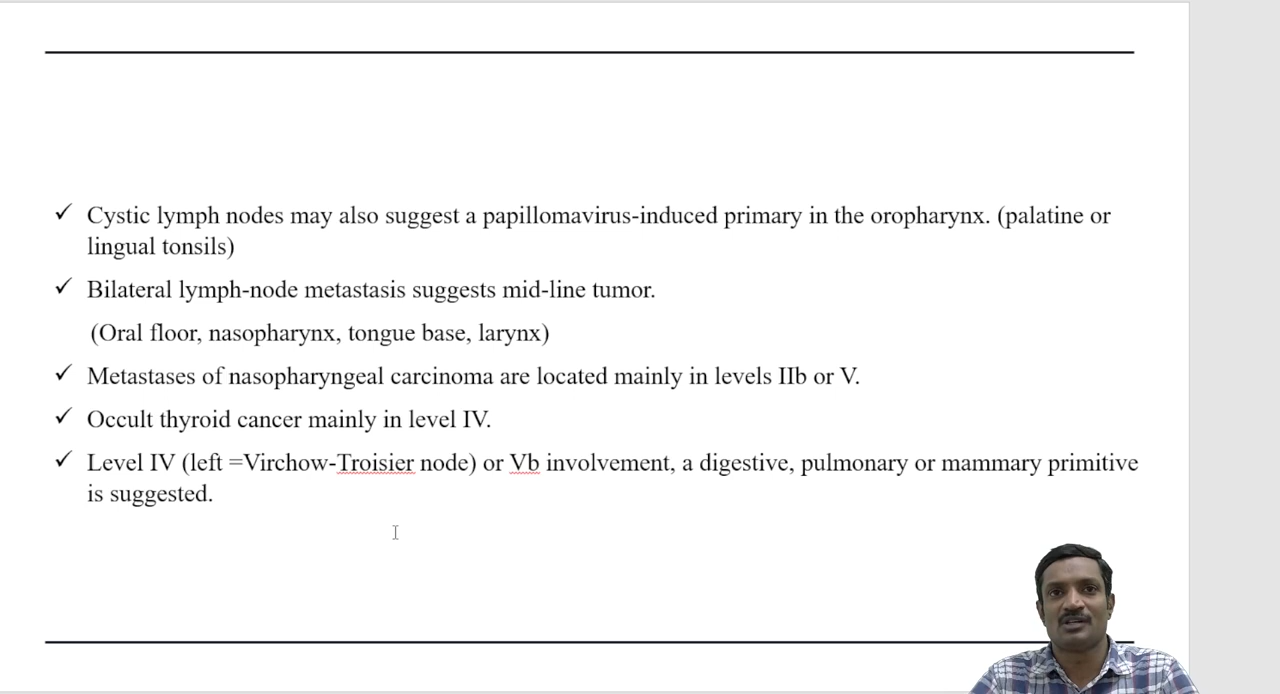 ✓ Cystic lymph nodes may also suggest a papillomavirus-induced primary in the oropharynx. (palatine or
lingual tonsils)
✓ Bilateral lymph-node metastasis suggests mid-line tumor.
(Oral floor, nasopharynx, tongue base, larynx)
✓ Metastases of nasopharyngeal carcinoma are located mainly in levels IIb or V.
✓ Occult thyroid cancer mainly in level IV.
✓ Level IV (left =Virchow-Troisier node) or Vb involvement, a digestive, pulmonary or mammary primitive
is suggested.